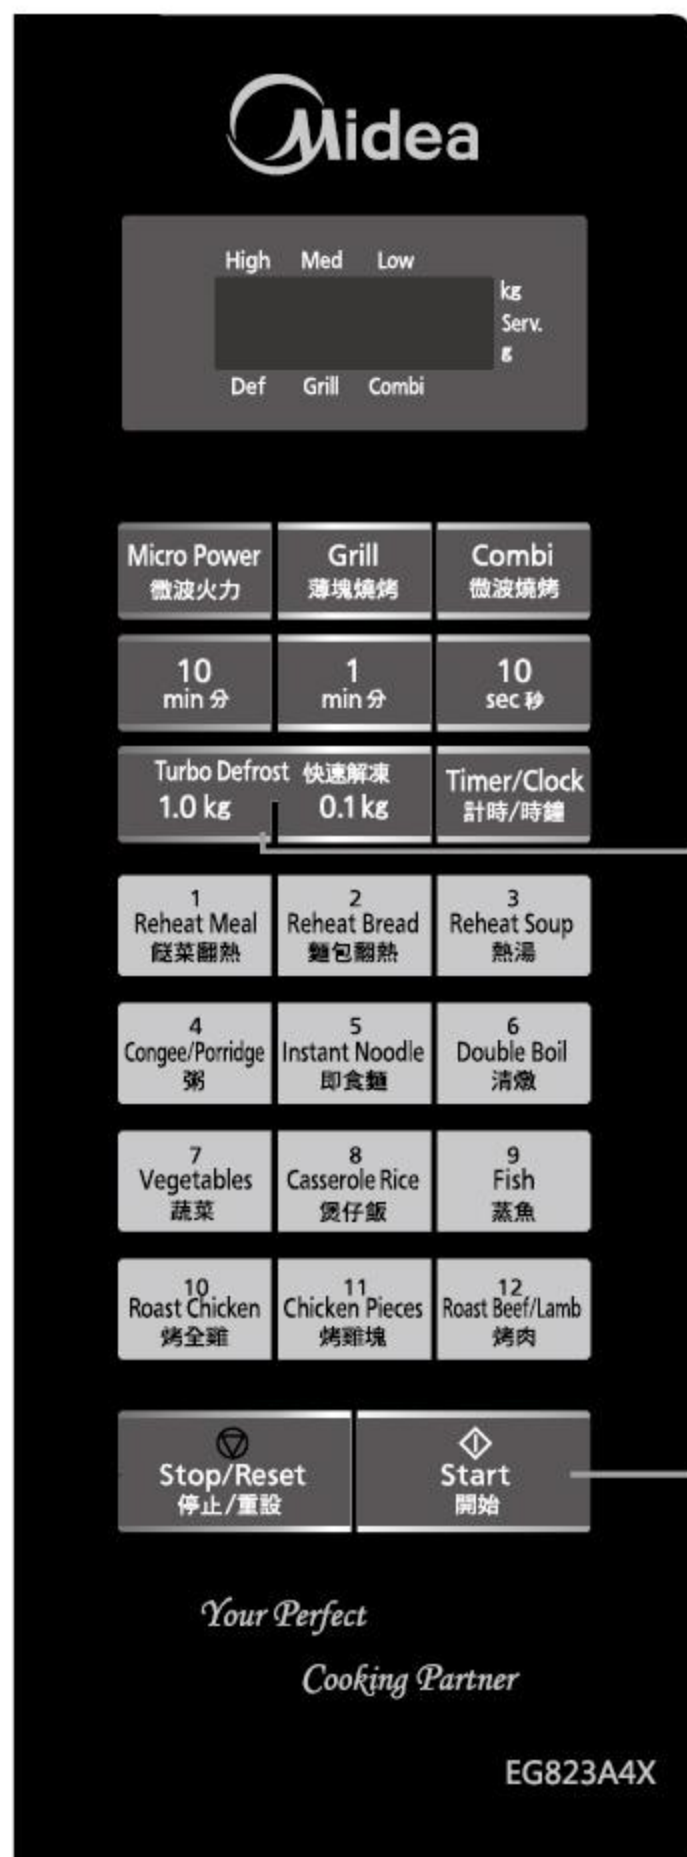 Midea
High Med Low
kg
Serv.
g
Def Grill Combi
Micro Power
微波火力
Grill
薄塊燒烤
Combi
微波燒烤
10
min 分
1
min 分
10
sec 秒
Turbo Defrost 快速解凍
1.0 kg 0.1 kg
Timer/Clock
計時/時鐘
1
Reheat Meal
餸菜翻熱
2
Reheat Bread
麵包翻熱
3
Reheat Soup
熱湯
4
Congee/Porridge
粥
5
Instant Noodle
即食麵
6
Double Boil
清燉
7
Vegetables
蔬菜
8
Casserole Rice
煲仔飯
9
Fish
蒸魚
10
Roast Chicken
烤全雞
11
Chicken Pieces
烤雞塊
12
Roast Beef/Lamb
烤肉
Stop/Reset
停止/重設
Start
開始
Your Perfect
Cooking Partner
EG823A4X